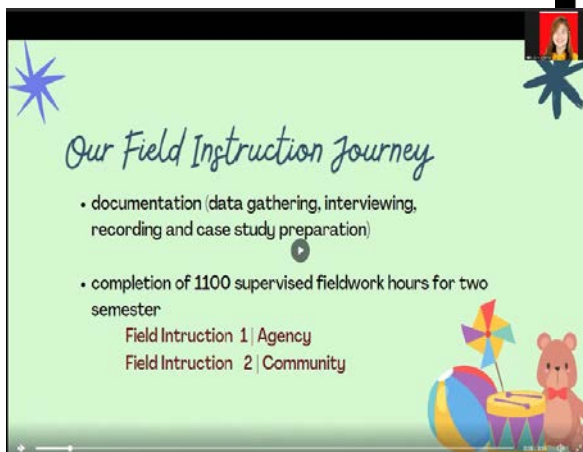 Our Field Instruction Journey
• documentation (data gathering, interviewing,
recording and case study preparation)
• completion of 1100 supervised fieldwork hours for two
semester
Field Intruction 1 | Agency
Field Intruction 2 | Community